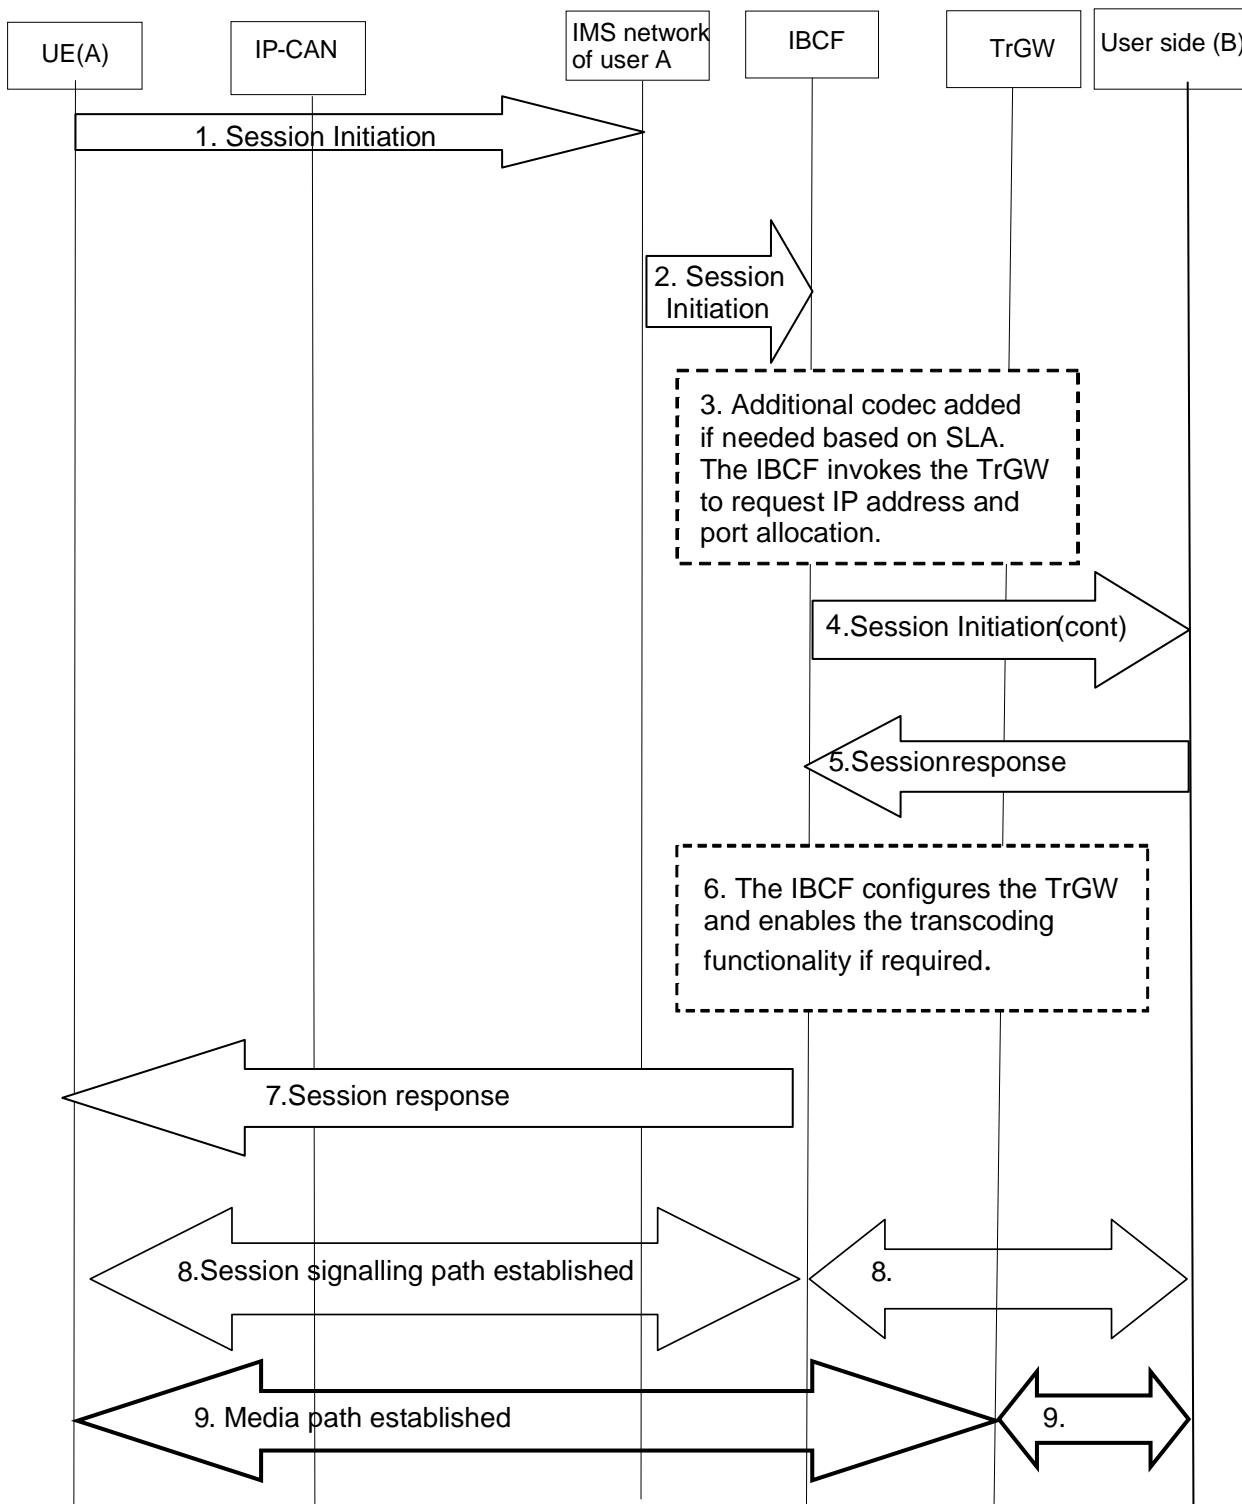 UE(A)
IP-CAN
IMS network
of user A
IBCF
TrGW
User side (B)
1. Session Initiation
2. Session
Initiation
3. Additional codec added
if needed based on SLA.
The IBCF invokes the TrGW
to request IP address and
port allocation.
4.Session Initiation(cont)
5.Session response
6. The IBCF configures the TrGW
and enables the transcoding
functionality if required.
7.Session response
8.Session signalling path established
8.
9. Media path established
9.